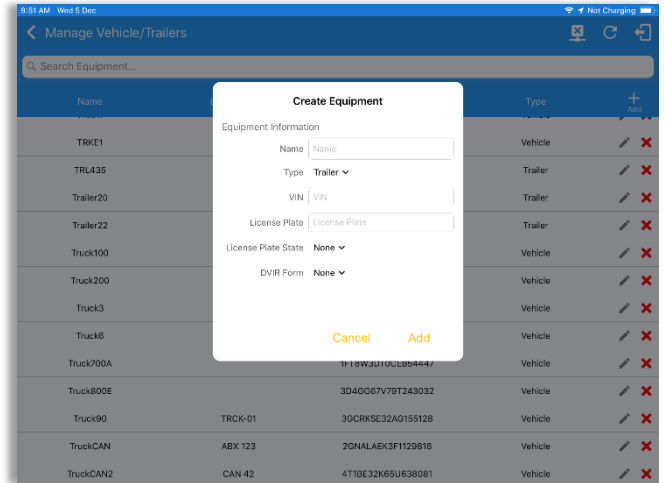 9:51 AM Wed 5 Dec Not Charging
Manage Vehicle/Trailers
Search Equipment...
Name Type Add
Create Equipment
Equipment Information
Name Name
Type Trailer
VIN VIN
License Plate License Plate
License Plate State None
DVIR Form None
Cancel Add
TRKE1 Vehicle
TRL435 Trailer
Trailer20 Trailer
Trailer22 Trailer
Truck100 Vehicle
Truck200 Vehicle
Truck3 Vehicle
Truck6 Vehicle
Truck700A 1FT8W3DT0CEB54447 Vehicle
Truck800E 3D4GG67V79T243032 Vehicle
Truck90 TRCK-01 3GCRKSE32AG155128 Vehicle
TruckCAN ABX 123 2GNALAEK3F1129818 Vehicle
TruckCAN2 CAN 42 4T1BE32K65U638081 Vehicle